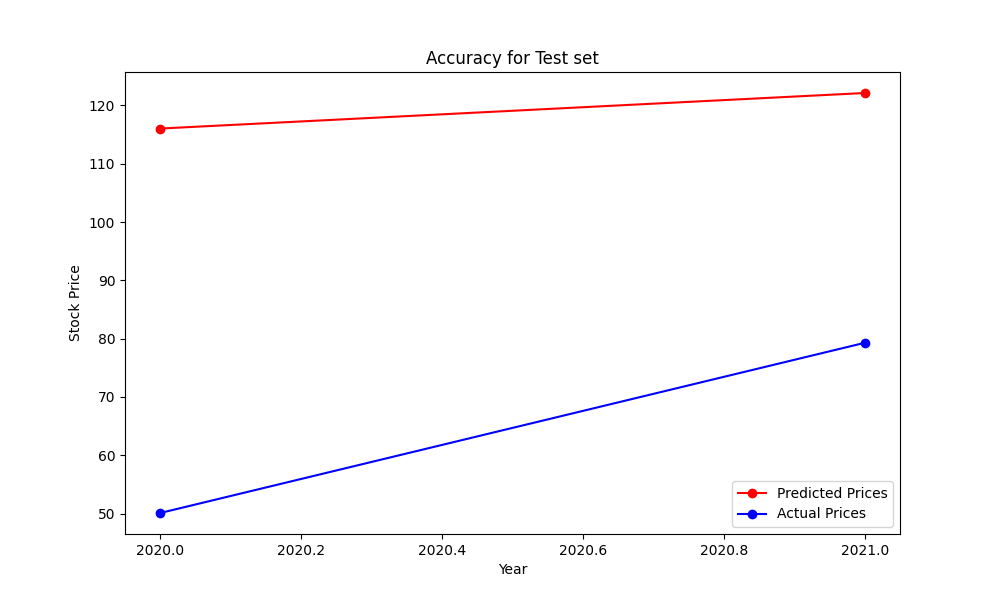 Accuracy for Test set
Stock Price
120
110
100
90
80
70
60
50
2020.0 2020.2 2020.4 2020.6 2020.8 2021.0
Year
Predicted Prices
Actual Prices